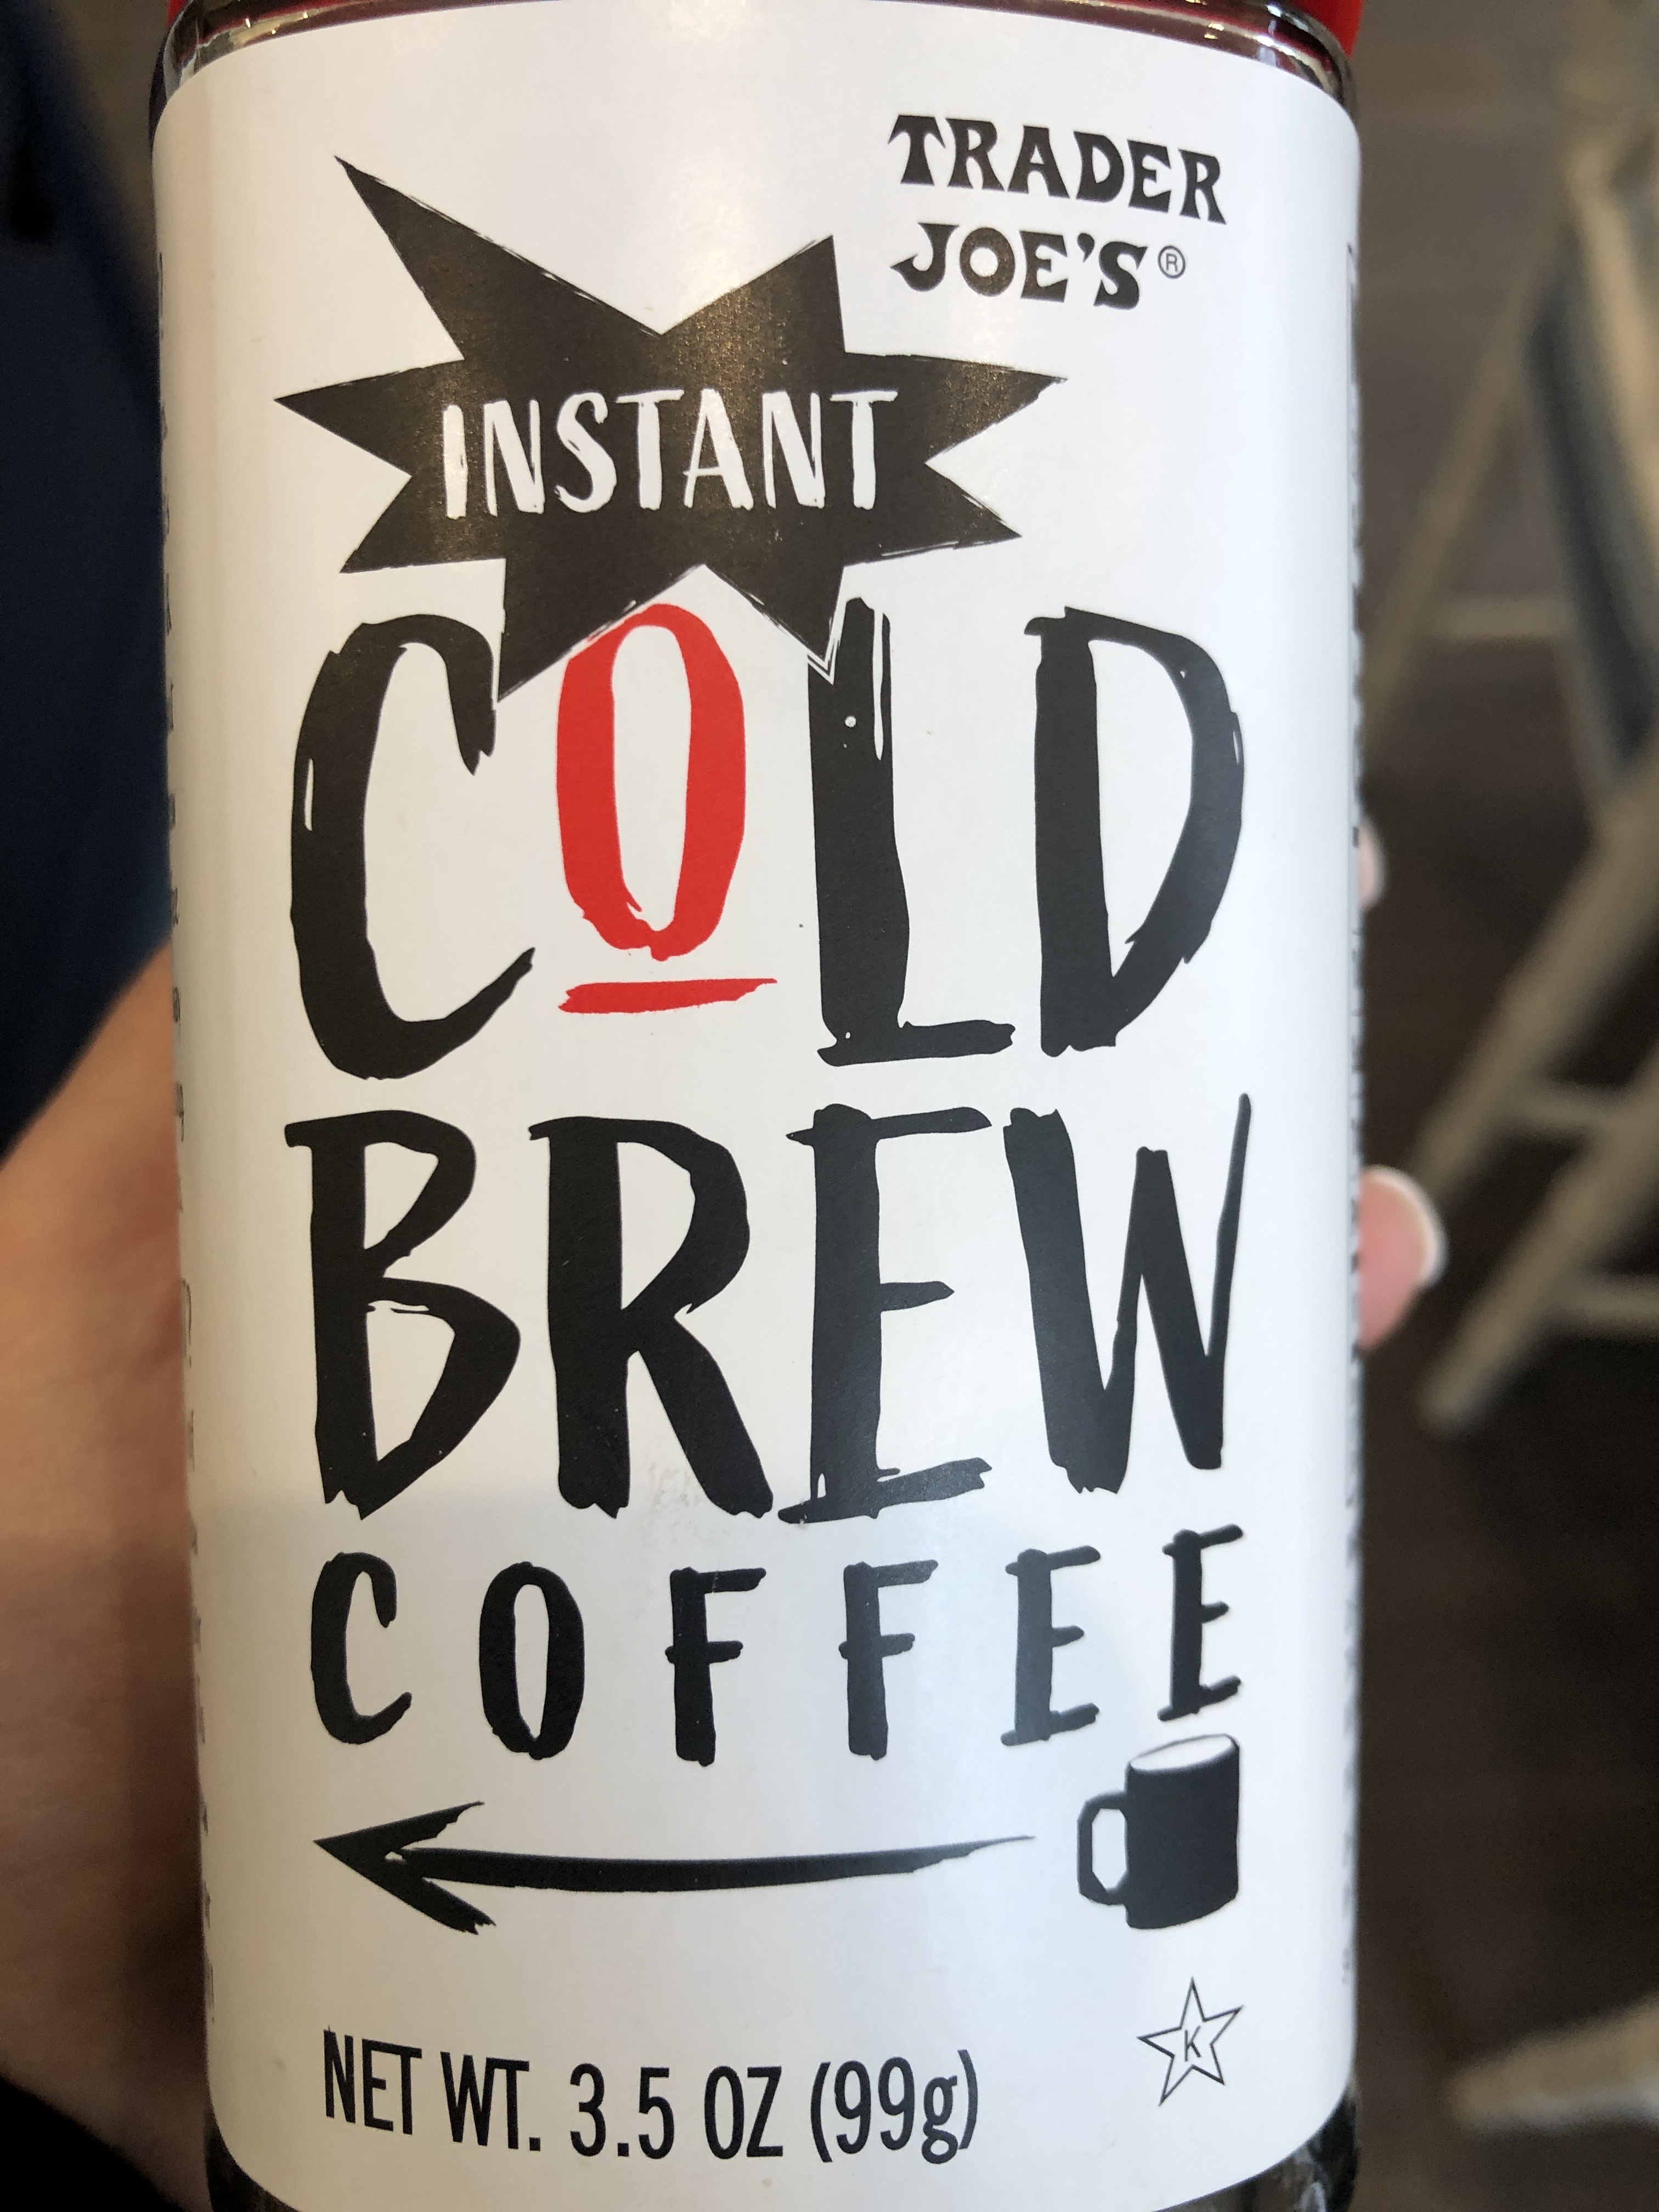 TRADER
JOE'S®
INSTANT
COLD
BREW
COFFEE
NET WT. 3.5 OZ (99g)
K